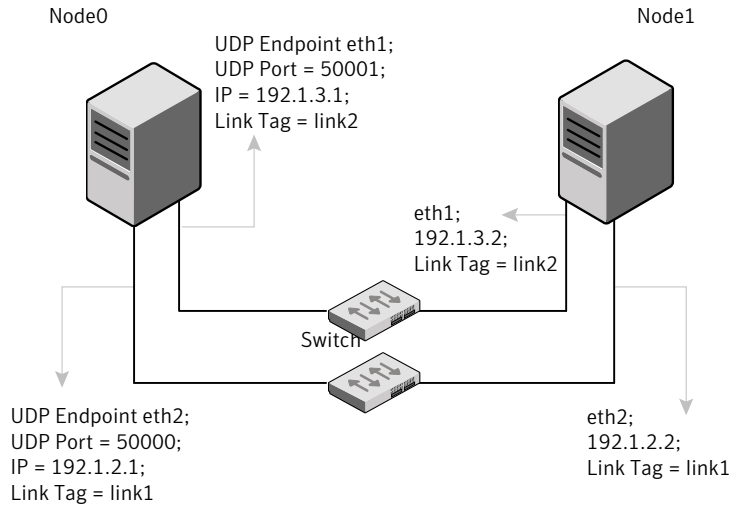 Node0
Node1
UDP Endpoint eth1;
UDP Port = 50001;
IP = 192.1.3.1;
Link Tag = link2
eth1;
192.1.3.2;
Link Tag = link2
Switch
UDP Endpoint eth2;
UDP Port = 50000;
IP = 192.1.2.1;
Link Tag = link1
eth2;
192.1.2.2;
Link Tag = link1